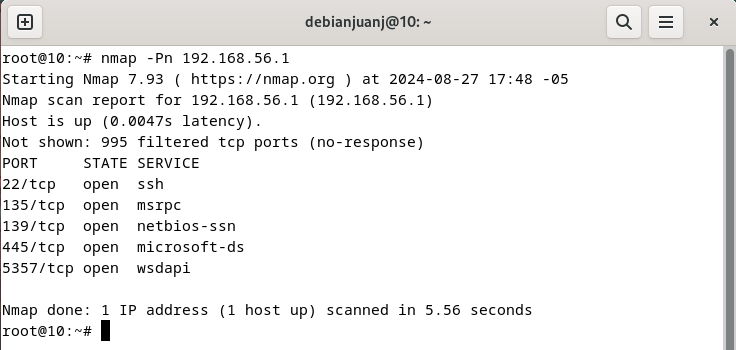 debianjuanj@10: ~
root@10:~# nmap -Pn 192.168.56.1
Starting Nmap 7.93 ( https://nmap.org ) at 2024-08-27 17:48 -05
Nmap scan report for 192.168.56.1 (192.168.56.1)
Host is up (0.0047s latency).
Not shown: 995 filtered tcp ports (no-response)
PORT     STATE SERVICE
22/tcp   open  ssh
135/tcp  open  msrpc
139/tcp  open  netbios-ssn
445/tcp  open  microsoft-ds
5357/tcp open  wsdapi
Nmap done: 1 IP address (1 host up) scanned in 5.56 seconds
root@10:~#